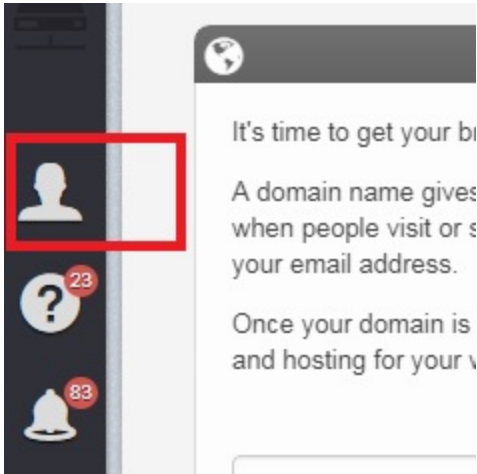 It's time to get your
A domain name gives
when people visit or
your email address.
Once your domain is
and hosting for your
23
83